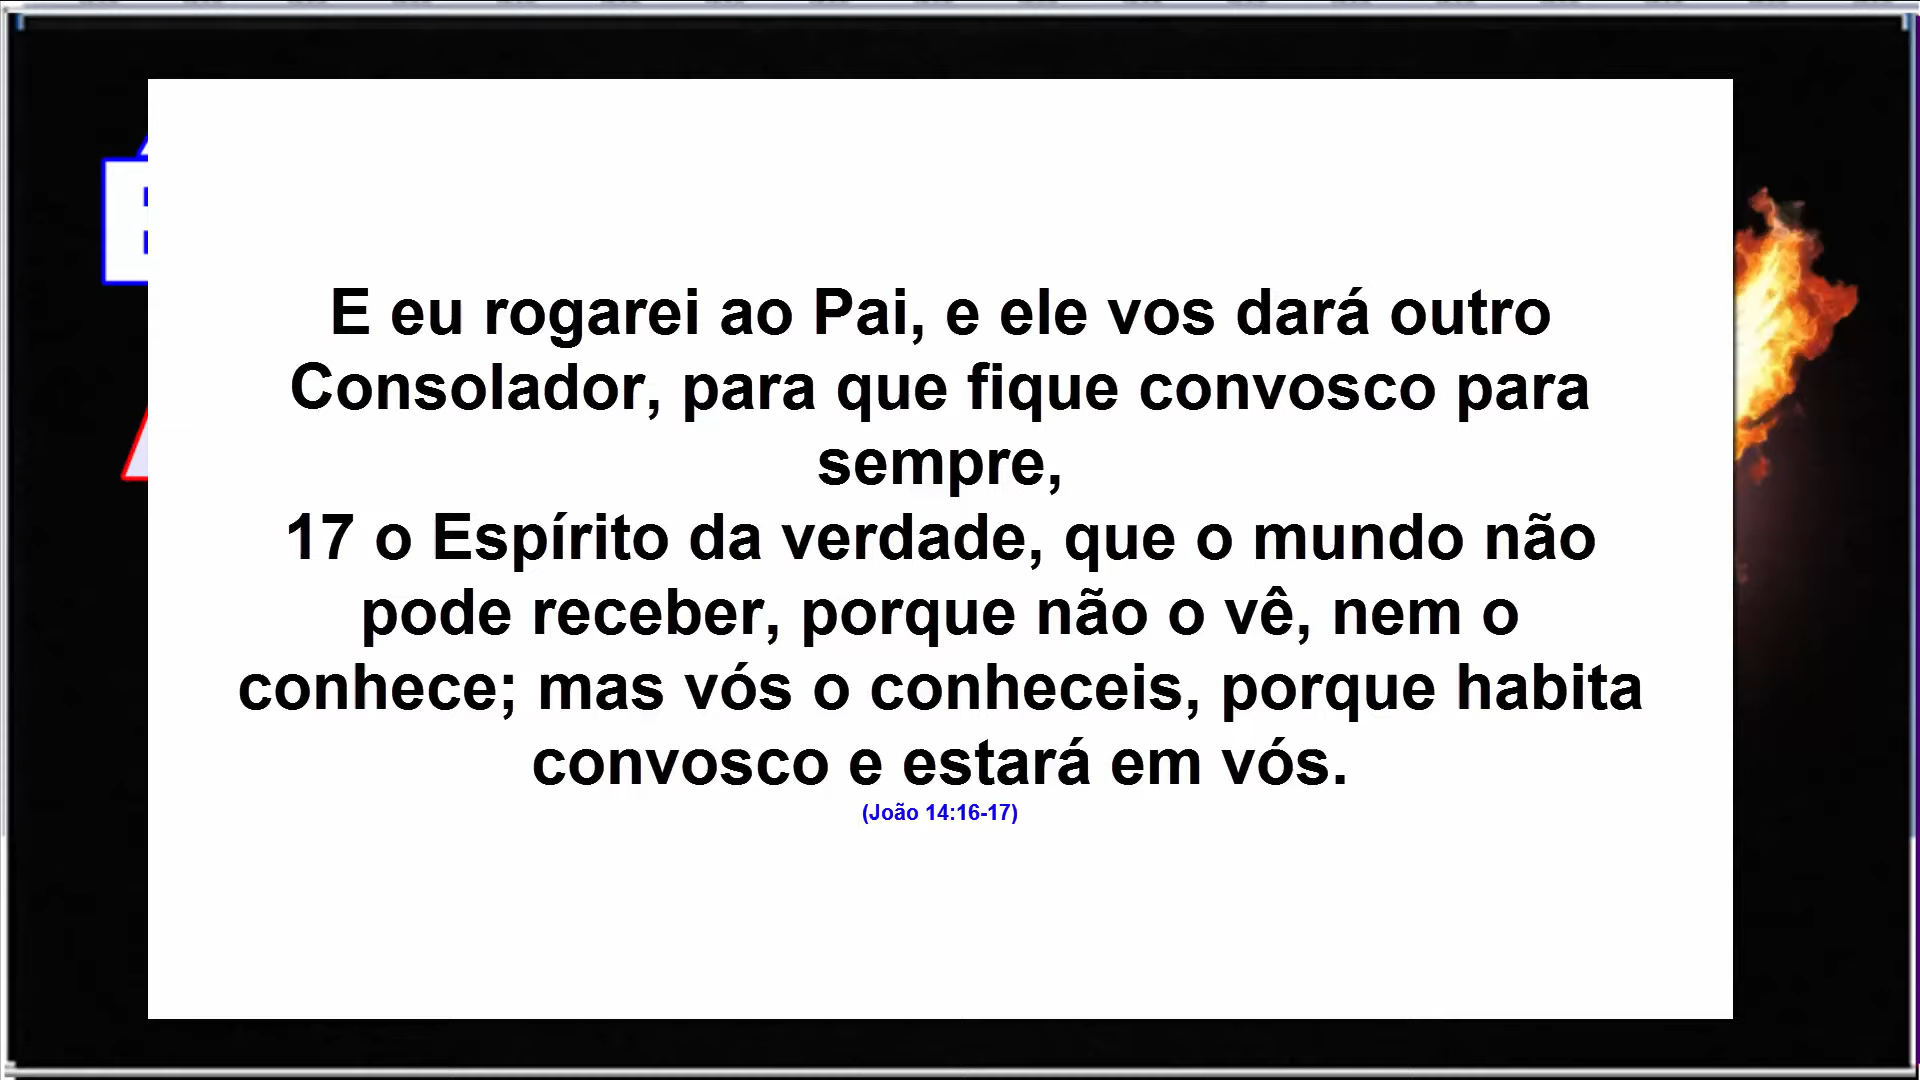 E eu rogarei ao Pai, e ele vos dará outro
Consolador, para que fique convosco para
sempre,
17 o Espírito da verdade, que o mundo não
pode receber, porque não o vê, nem o
conhece; mas vós o conheceis, porque habita
convosco e estará em vós.
(João 14:16-17)